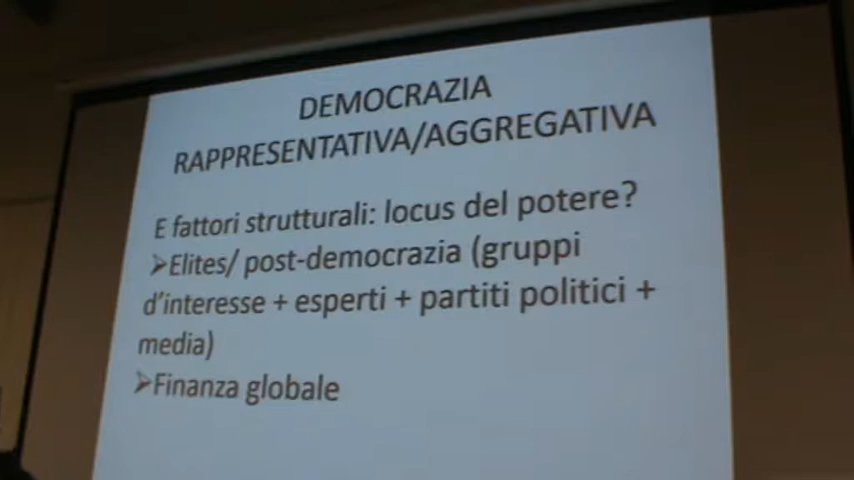 DEMOCRAZIA
RAPPRESENTATIVA/AGGREGATIVA
E fattori strutturali: locus del potere?
➢Elites/ post-democrazia (gruppi
d'interesse + esperti + partiti politici +
media)
➢Finanza globale